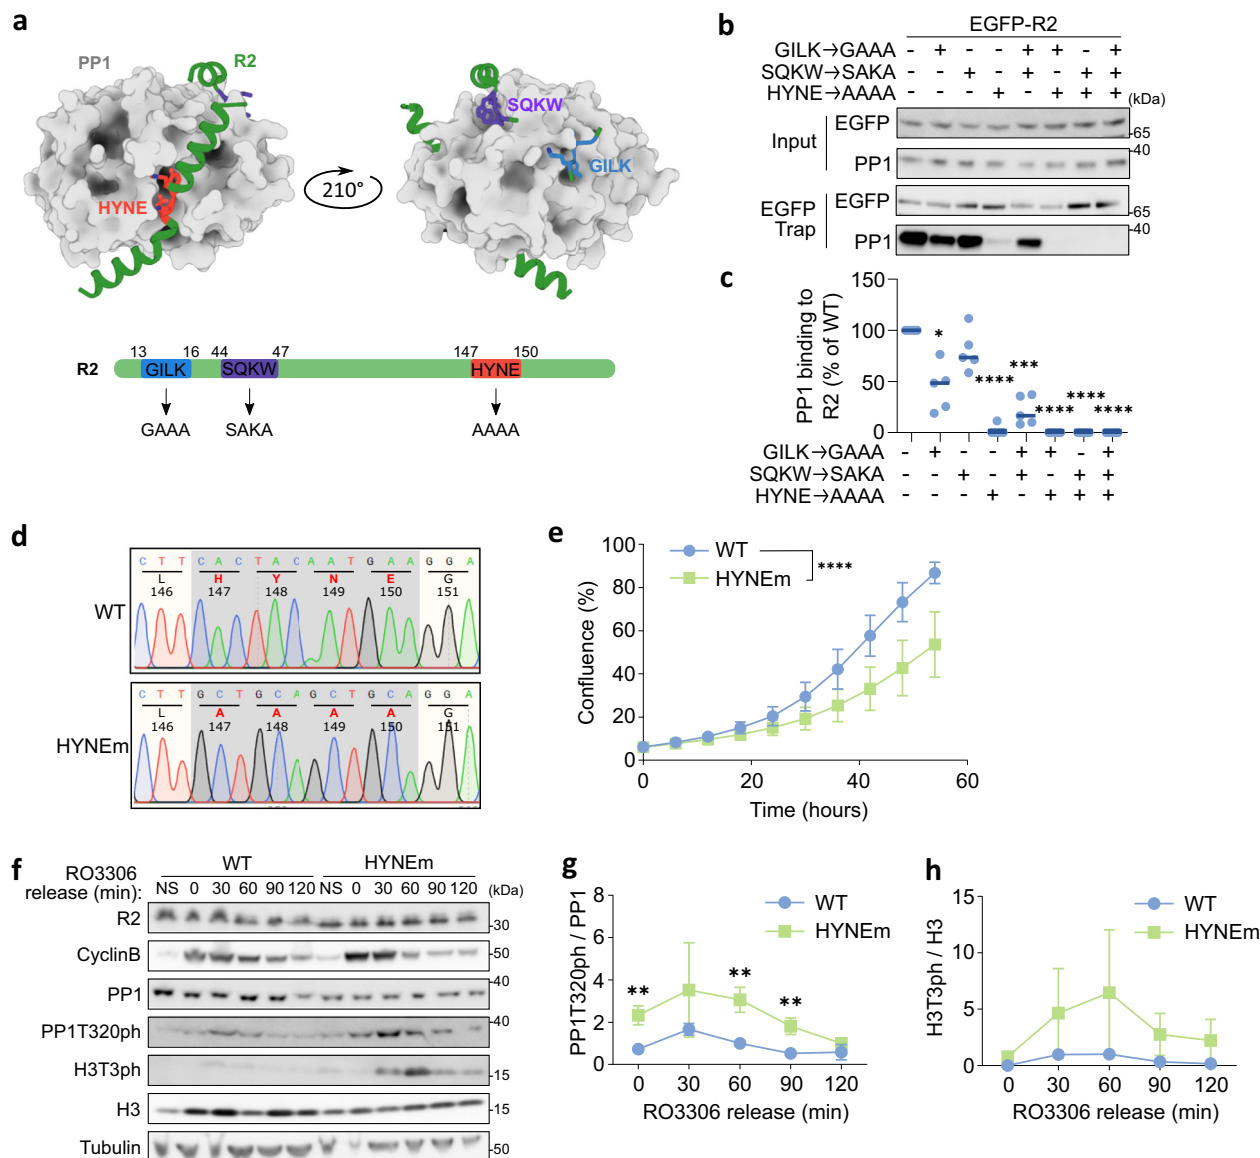 a
PP1
R2
SQKW
GILK
HYNE
210°
13 16 44 47 147 150
R2 GILK SQKW HYNE
GAAA SAKA AAAA
b
EGFP-R2
GILK→GAAA - + - - + + - +
SQKW→SAKA - - + - + - + +
HYNE→AAAA - - - + - + + +
(kDa)
Input
EGFP
65
PP1
40
EGFP Trap
EGFP
65
PP1
40
c
PP1 binding to
R2 (% of WT)
150
100
50
0
* **** *** **** **** ****
GILK→GAAA - + - - + + - +
SQKW→SAKA - - + - + - + +
HYNE→AAAA - - - + - + + +
d
WT
C T T C A C T A C A A T G A A G G A
L H Y N E G
146 147 148 149 150 151
HYNEm
C T T G C T G C A G C T G C A G G A
L A A A A G
146 147 148 149 150 151
e
WT
HYNEm
****
Confluence (%)
100
80
60
40
20
0
0 20 40 60
Time (hours)
f
RO3306
release (min):
WT HYNEm
NS 0 30 60 90 120 NS 0 30 60 90 120 (kDa)
R2 30
CyclinB 50
PP1 40
PP1T320ph 40
H3T3ph 15
H3 15
Tubulin 50
g
WT
HYNEm
PP1T320ph / PP1
8
6
4
2
0
** ** **
0 30 60 90 120
RO3306 release (min)
h
WT
HYNEm
H3T3ph / H3
15
10
5
0
0 30 60 90 120
RO3306 release (min)